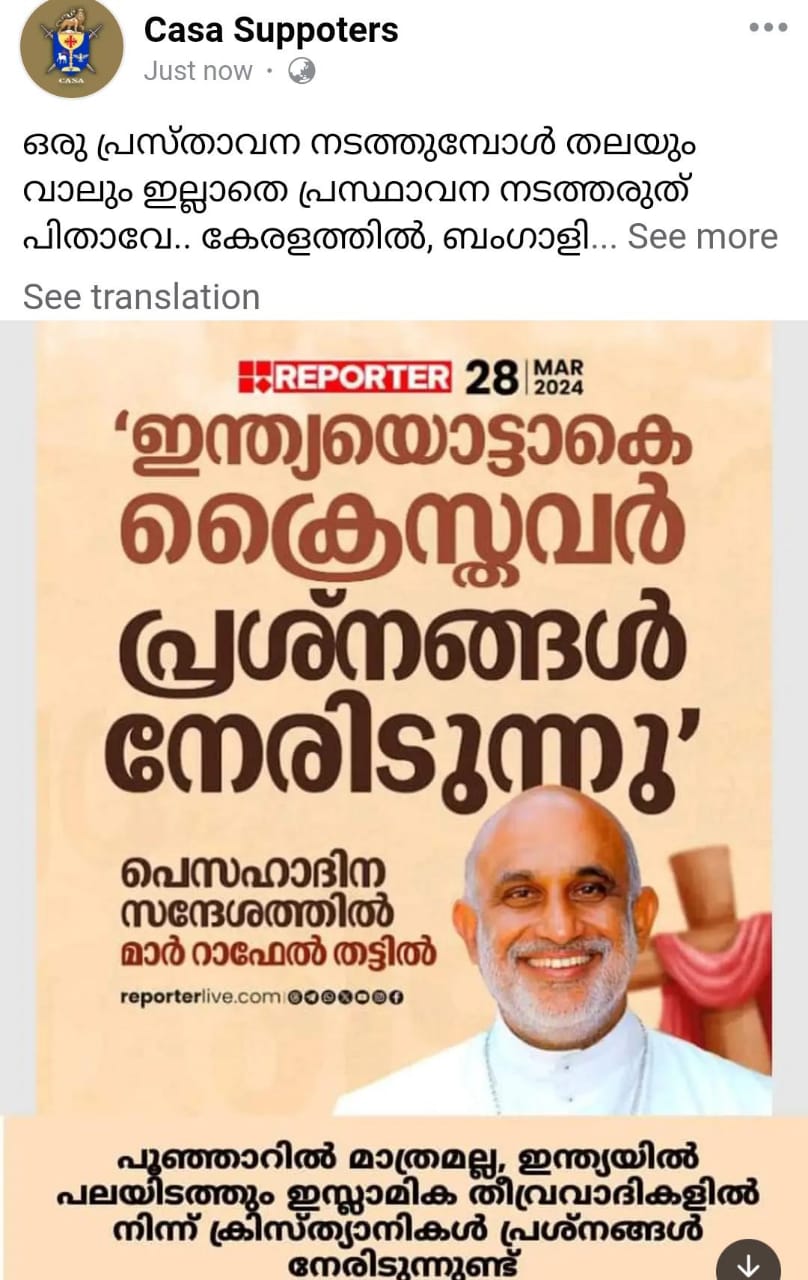 Casa Suppoters
Just now
CASA
ഒരു പ്രസ്താവന നടത്തുമ്പോൾ തലയും
വാലും ഇല്ലാതെ പ്രസ്ഥാവന നടത്തരുത്
പിതാവേ.. കേരളത്തിൽ, ബംഗാളി... See more
See translation
REPORTER 28 MAR 2024
‘ഇന്ത്യയൊട്ടാകെ
ക്രൈസ്തവർ
പ്രശ്നങ്ങൾ
നേരിടുന്നു’
പെസഹാദിന
സന്ദേശത്തിൽ
മാർ റാഫേൽ തട്ടിൽ
reporterlive.com
പൂഞ്ഞാറിൽ മാത്രമല്ല, ഇന്ത്യയിൽ
പലയിടത്തും ഇസ്ലാമിക തീവ്രവാദികളിൽ
നിന്ന് ക്രിസ്ത്യാനികൾ പ്രശ്നങ്ങൾ
നേരിടുന്നുണ്ട്